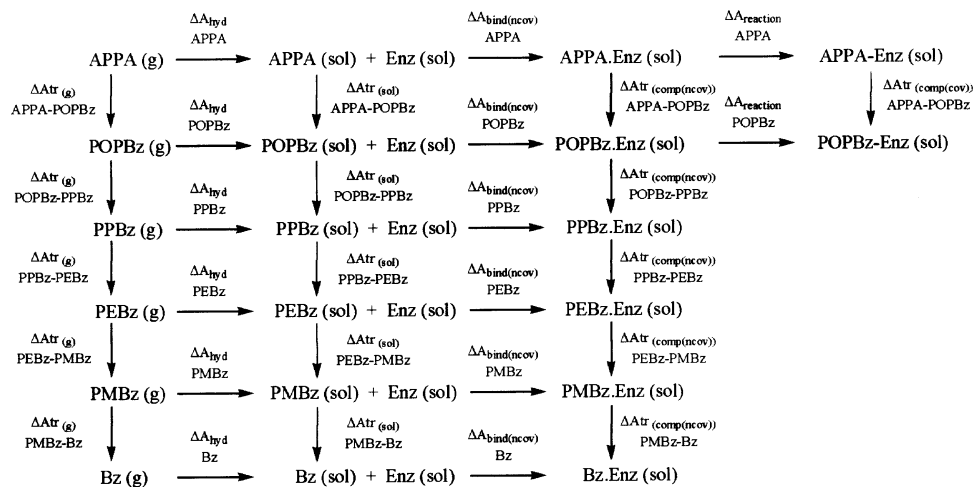 ΔA_hyd ΔA_bind(ncov) ΔA_reaction
APPA APPA APPA
APPA (g) APPA (sol) + Enz (sol) APPA.Enz (sol) APPA-Enz (sol)
ΔAtr (g) ΔAtr (sol) ΔAtr (comp(ncov)) ΔAtr (comp(cov))
APPA-POPBz APPA-POPBz APPA-POPBz APPA-POPBz
ΔA_hyd ΔA_bind(ncov) ΔA_reaction
POPBz POPBz POPBz
POPBz (g) POPBz (sol) + Enz (sol) POPBz.Enz (sol) POPBz-Enz (sol)
ΔAtr (g) ΔA_hyd ΔAtr (sol) ΔA_bind(ncov) ΔAtr (comp(ncov))
POPBz-PPBz PPBz POPBz-PPBz PPBz POPBz-PPBz
PPBz (g) PPBz (sol) + Enz (sol) PPBz.Enz (sol)
ΔAtr (g) ΔA_hyd ΔAtr (sol) ΔA_bind(ncov) ΔAtr (comp(ncov))
PPBz-PEBz PEBz PPBz-PEBz PEBz PPBz-PEBz
PEBz (g) PEBz (sol) + Enz (sol) PEBz.Enz (sol)
ΔAtr (g) ΔA_hyd ΔAtr (sol) ΔA_bind(ncov) ΔAtr (comp(ncov))
PEBz-PMBz PMBz PEBz-PMBz PMBz PEBz-PMBz
PMBz (g) PMBz (sol) + Enz (sol) PMBz.Enz (sol)
ΔAtr (g) ΔA_hyd ΔAtr (sol) ΔA_bind(ncov) ΔAtr (comp(ncov))
PMBz-Bz Bz PMBz-Bz Bz PMBz-Bz
Bz (g) Bz (sol) + Enz (sol) Bz.Enz (sol)